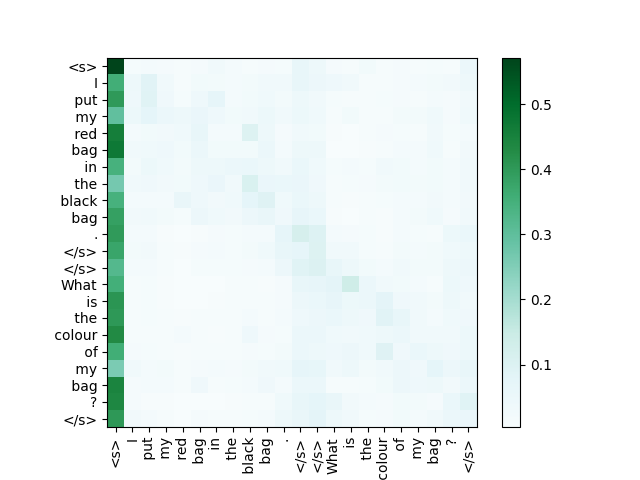 <s>
I
put
my
red
bag
in
the
black
bag
.
</s>
</s>
What
is
the
colour
of
my
bag
?
</s>
<s>
I
put
my
red
bag
in
the
black
bag
.
</s>
</s>
What
is
the
colour
of
my
bag
?
</s>
0.5
0.4
0.3
0.2
0.1